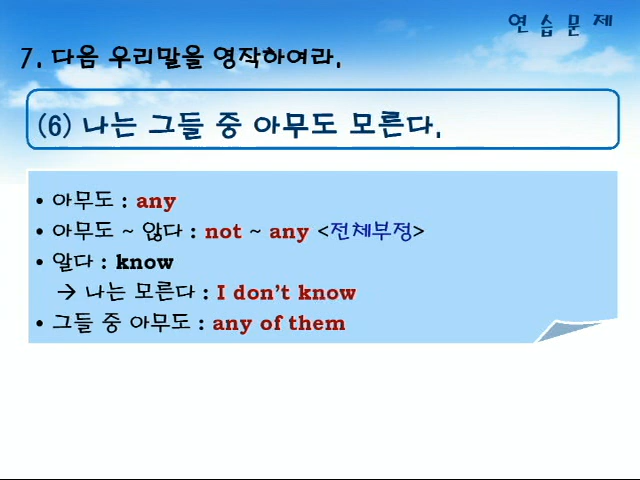 연 습 문 제
7. 다음 우리말을 영작하여라.
(6) 나는 그들 중 아무도 모른다.
• 아무도 : any
• 아무도 ~ 않다 : not ~ any <전체부정>
• 알다 : know
→ 나는 모른다 : I don’t know
• 그들 중 아무도 : any of them